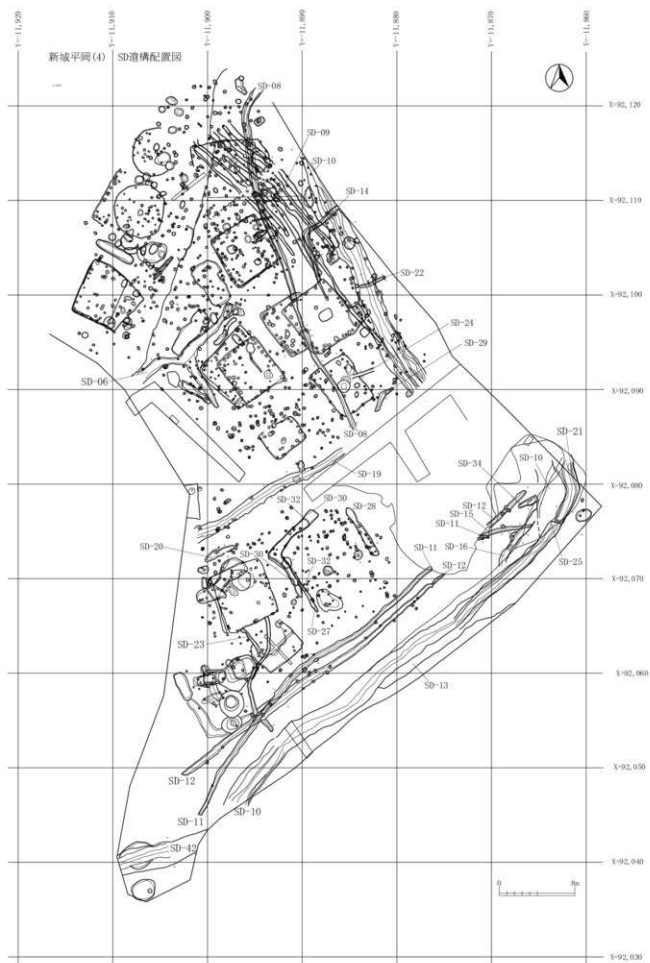 Y=-11,920
Y=-11,910
Y=-11,900
Y=-11,890
Y=-11,880
Y=-11,870
Y=-11,860
新城平岡(4) SD遺構配置図
SD-08
X=92,120
SD-09
SD-10
SD-14
X=92,110
SD-22
X=92,100
SD-24
SD-29
SD-06
X=92,090
SD-08
SD-21
SD-19
SD-10
SD-34
X=92,080
SD-32
SD-30
SD-28
SD-12
SD-15
SD-11
SD-20
SD-30
SD-11
SD-16
SD-32
SD-12
SD-25
X=92,070
SD-27
SD-23
X=92,060
SD-13
SD-12
X=92,050
SD-11
SD-10
SD-42
X=92,040
0
8m
X=92,030